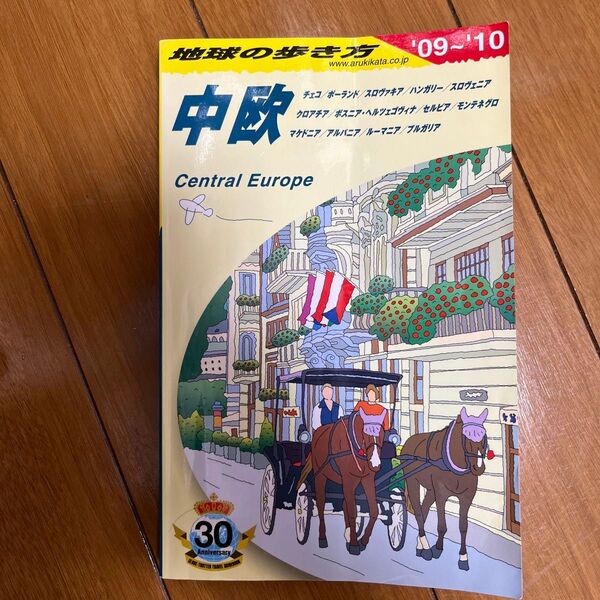 地球の歩き方
www.arukikata.co.jp
'09~'10
中欧
チェコ/ポーランド/スロヴァキア/ハンガリー/スロヴェニア
クロアチア/ボスニア・ヘルツェゴヴィナ/セルビア/モンテネグロ
マケドニア/アルバニア/ルーマニア/ブルガリア
Central Europe
30
Anniversary
GLOBE TROTTER TRAVEL GUIDEBOOK